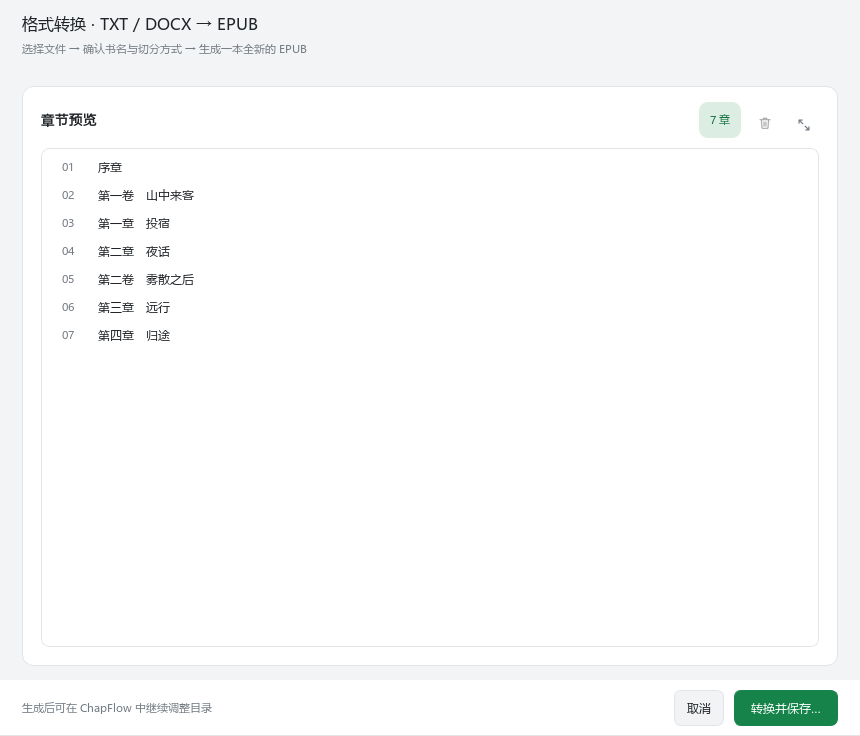 格式转换 · TXT / DOCX → EPUB
选择文件 → 确认书名与切分方式 → 生成一本全新的 EPUB
章节预览
7 章
01 序章
02 第一卷　山中来客
03 第一章　投宿
04 第二章　夜话
05 第二卷　雾散之后
06 第三章　远行
07 第四章　归途
生成后可在 ChapFlow 中继续调整目录
取消
转换并保存...